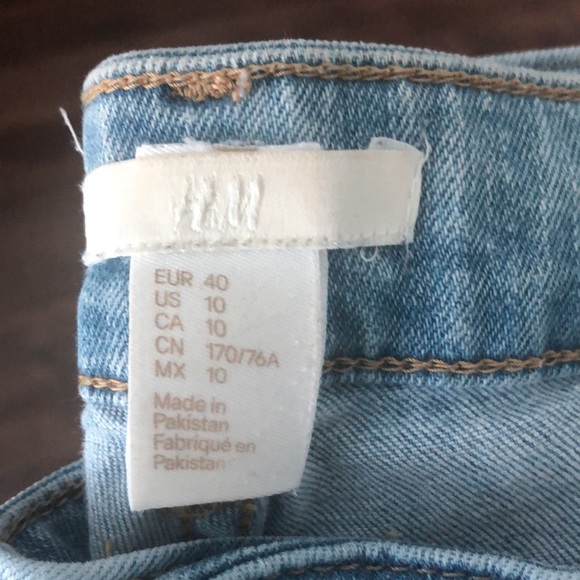 H&M
EUR 40
US 10
CA 10
CN 170/76A
MX 10
Made in
Pakistan
Fabriqué en
Pakistan